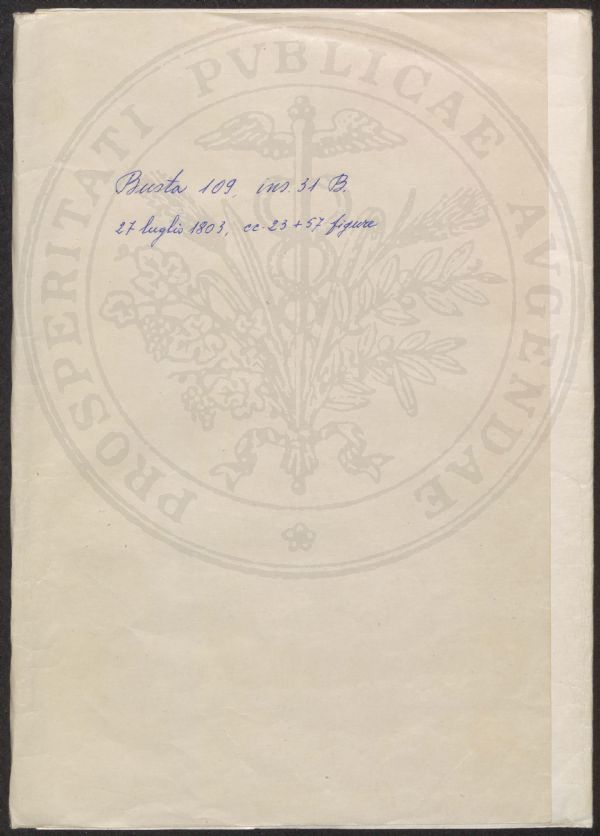 PROSPERITATI PVBLICAE AVGENDAE
Busta 109, ins. 31 B.
27 luglio 1803, cc. 23 + 57 figure